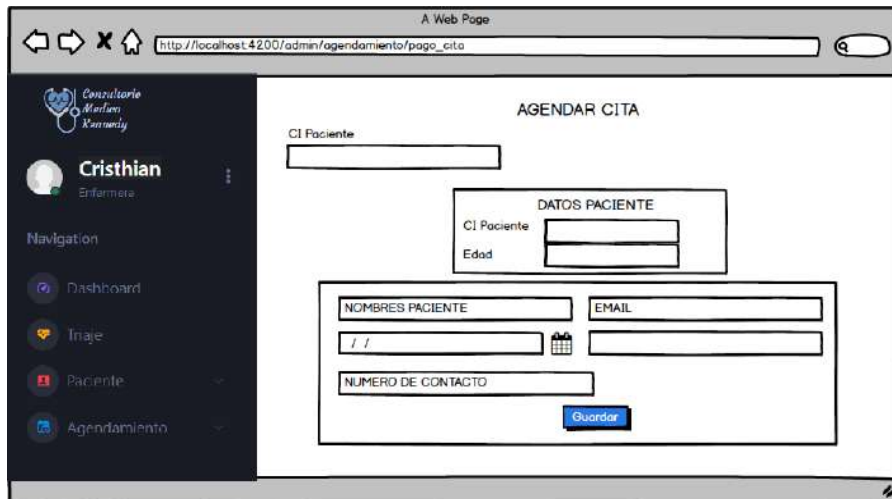 A Web Page
http://localhost:4200/admin/agendamiento/pago_cita
Consultorio
Medico
Kennedy
Cristhian
Enfermera
Navigation
Dashboard
Triaje
Paciente
Agendamiento
AGENDAR CITA
CI Paciente
DATOS PACIENTE
CI Paciente
Edad
NOMBRES PACIENTE
EMAIL
/ /
NUMERO DE CONTACTO
Guardar